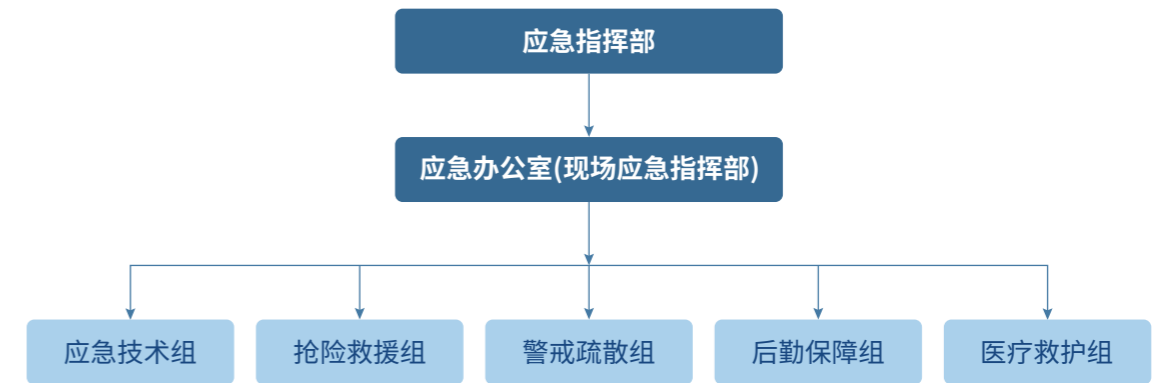 应急指挥部
应急办公室(现场应急指挥部)
应急技术组
抢险救援组
警戒疏散组
后勤保障组
医疗救护组